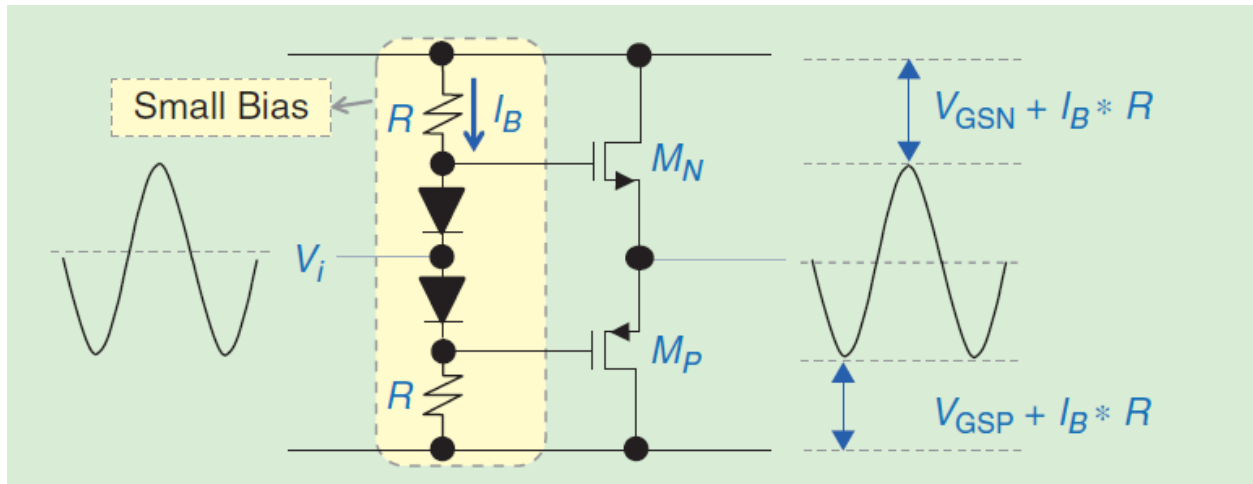 Small Bias
R
I_B
V_GSN + I_B * R
M_N
V_i
M_P
R
V_GSP + I_B * R